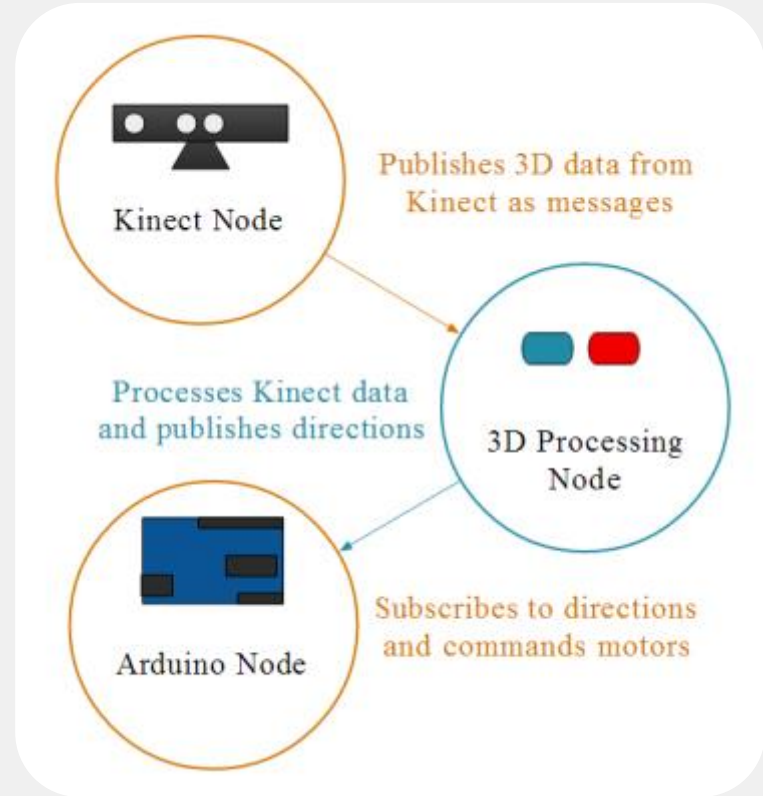 Kinect Node
Publishes 3D data from
Kinect as messages
Processes Kinect data
and publishes directions
3D Processing
Node
Arduino Node
Subscribes to directions
and commands motors